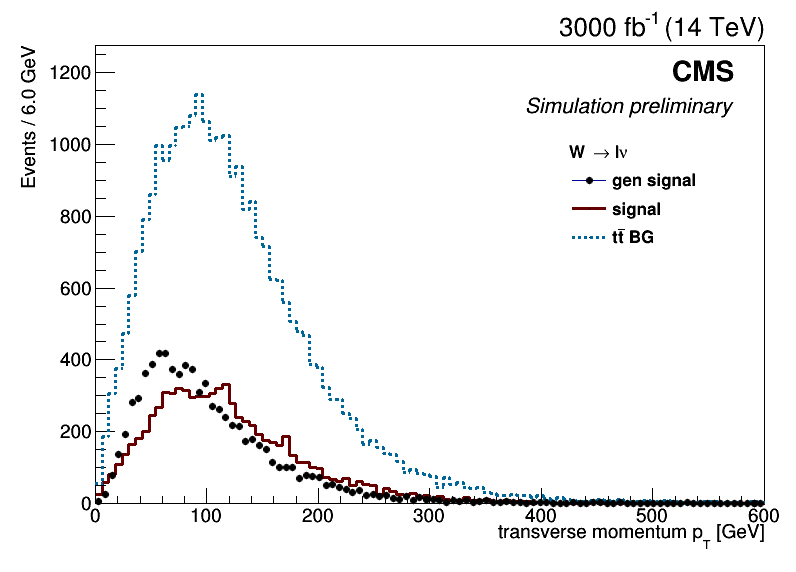 3000 fb⁻¹ (14 TeV)
CMS
Simulation preliminary
W → lν
gen signal
signal
tt̄ BG
Events / 6.0 GeV
1200
1000
800
600
400
200
0
0 100 200 300 400 500 600
transverse momentum p_T [GeV]